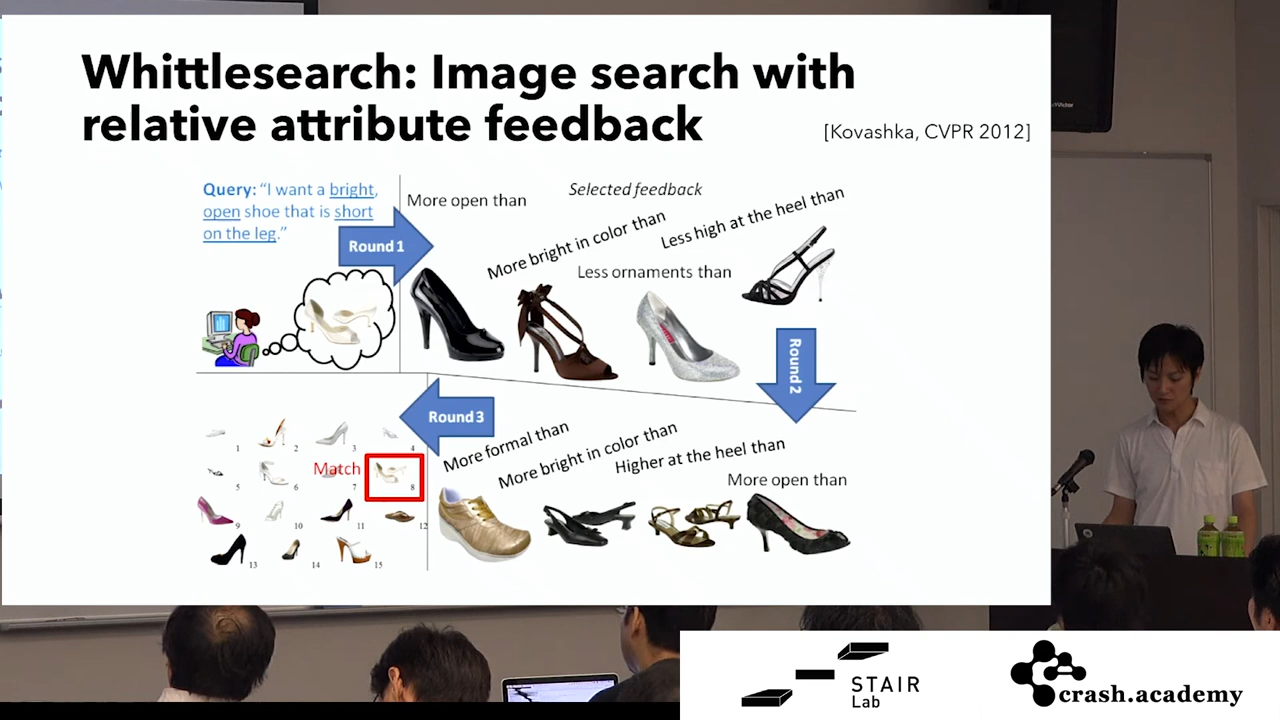 Whittlesearch: Image search with
relative attribute feedback
[Kovashka, CVPR 2012]
Query: “I want a bright,
open shoe that is short
on the leg.”
Round 1
More open than
Selected feedback
More bright in color than
Less high at the heel than
Less ornaments than
Round 2
Round 3
More formal than
More bright in color than
Higher at the heel than
More open than
Match
1
2
3
4
5
6
7
8
9
10
11
12
13
14
15
STAIR
Lab
crash.academy